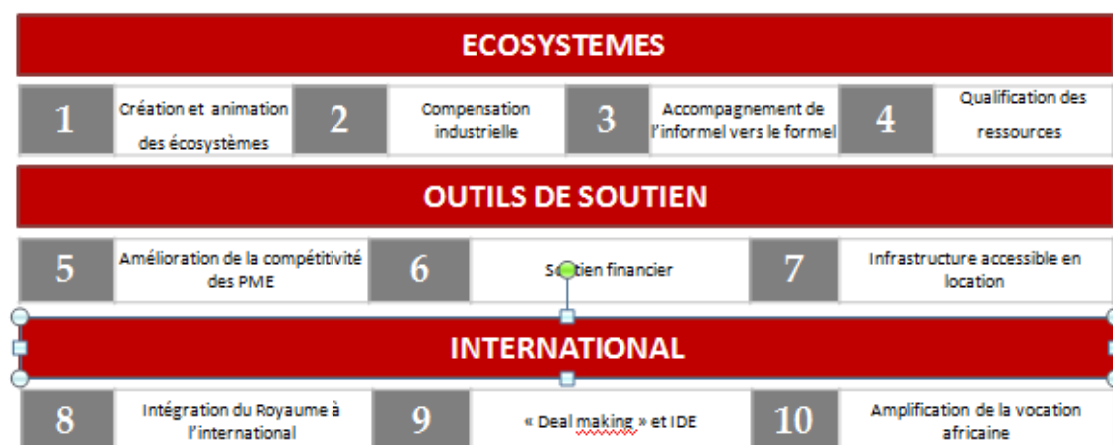 ECOSYSTEMES
1
Création et animation
des écosystèmes
2
Compensation
industrielle
3
Accompagnement de
l'informel vers le formel
4
Qualification des
ressources
OUTILS DE SOUTIEN
5
Amélioration de la compétitivité
des PME
6
Soutien financier
7
Infrastructure accessible en
location
INTERNATIONAL
8
Intégration du Royaume à
l'international
9
« Deal making » et IDE
10
Amplification de la vocation
africaine